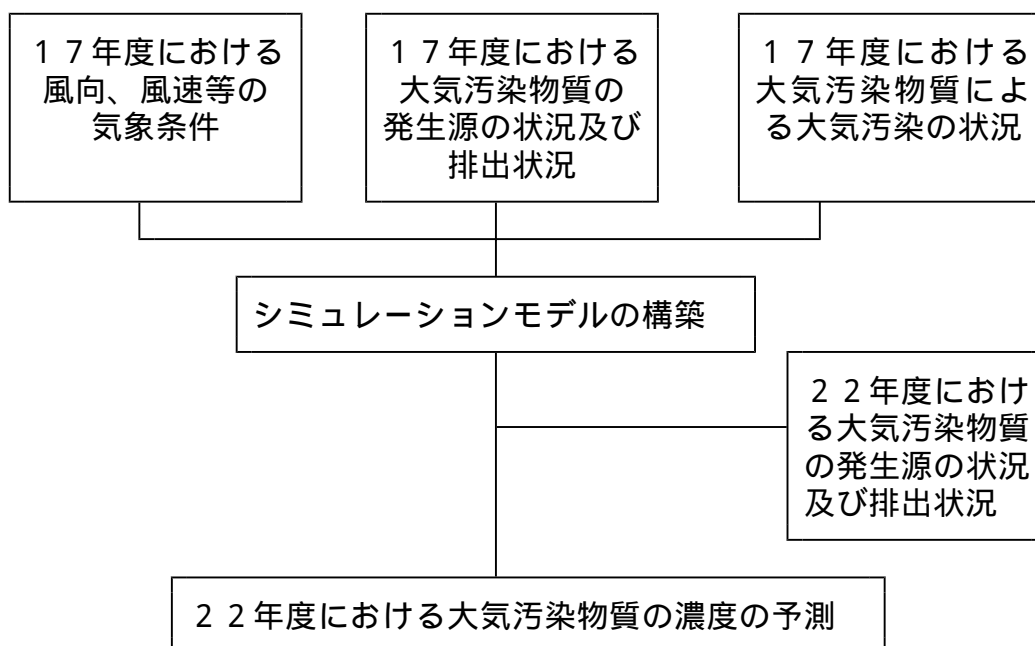 １７年度における
風向、風速等の
気象条件
１７年度における
大気汚染物質の
発生源の状況及び
排出状況
１７年度における
大気汚染物質によ
る大気汚染の状況
シミュレーションモデルの構築
２２年度におけ
る大気汚染物質
の発生源の状況
及び排出状況
２２年度における大気汚染物質の濃度の予測